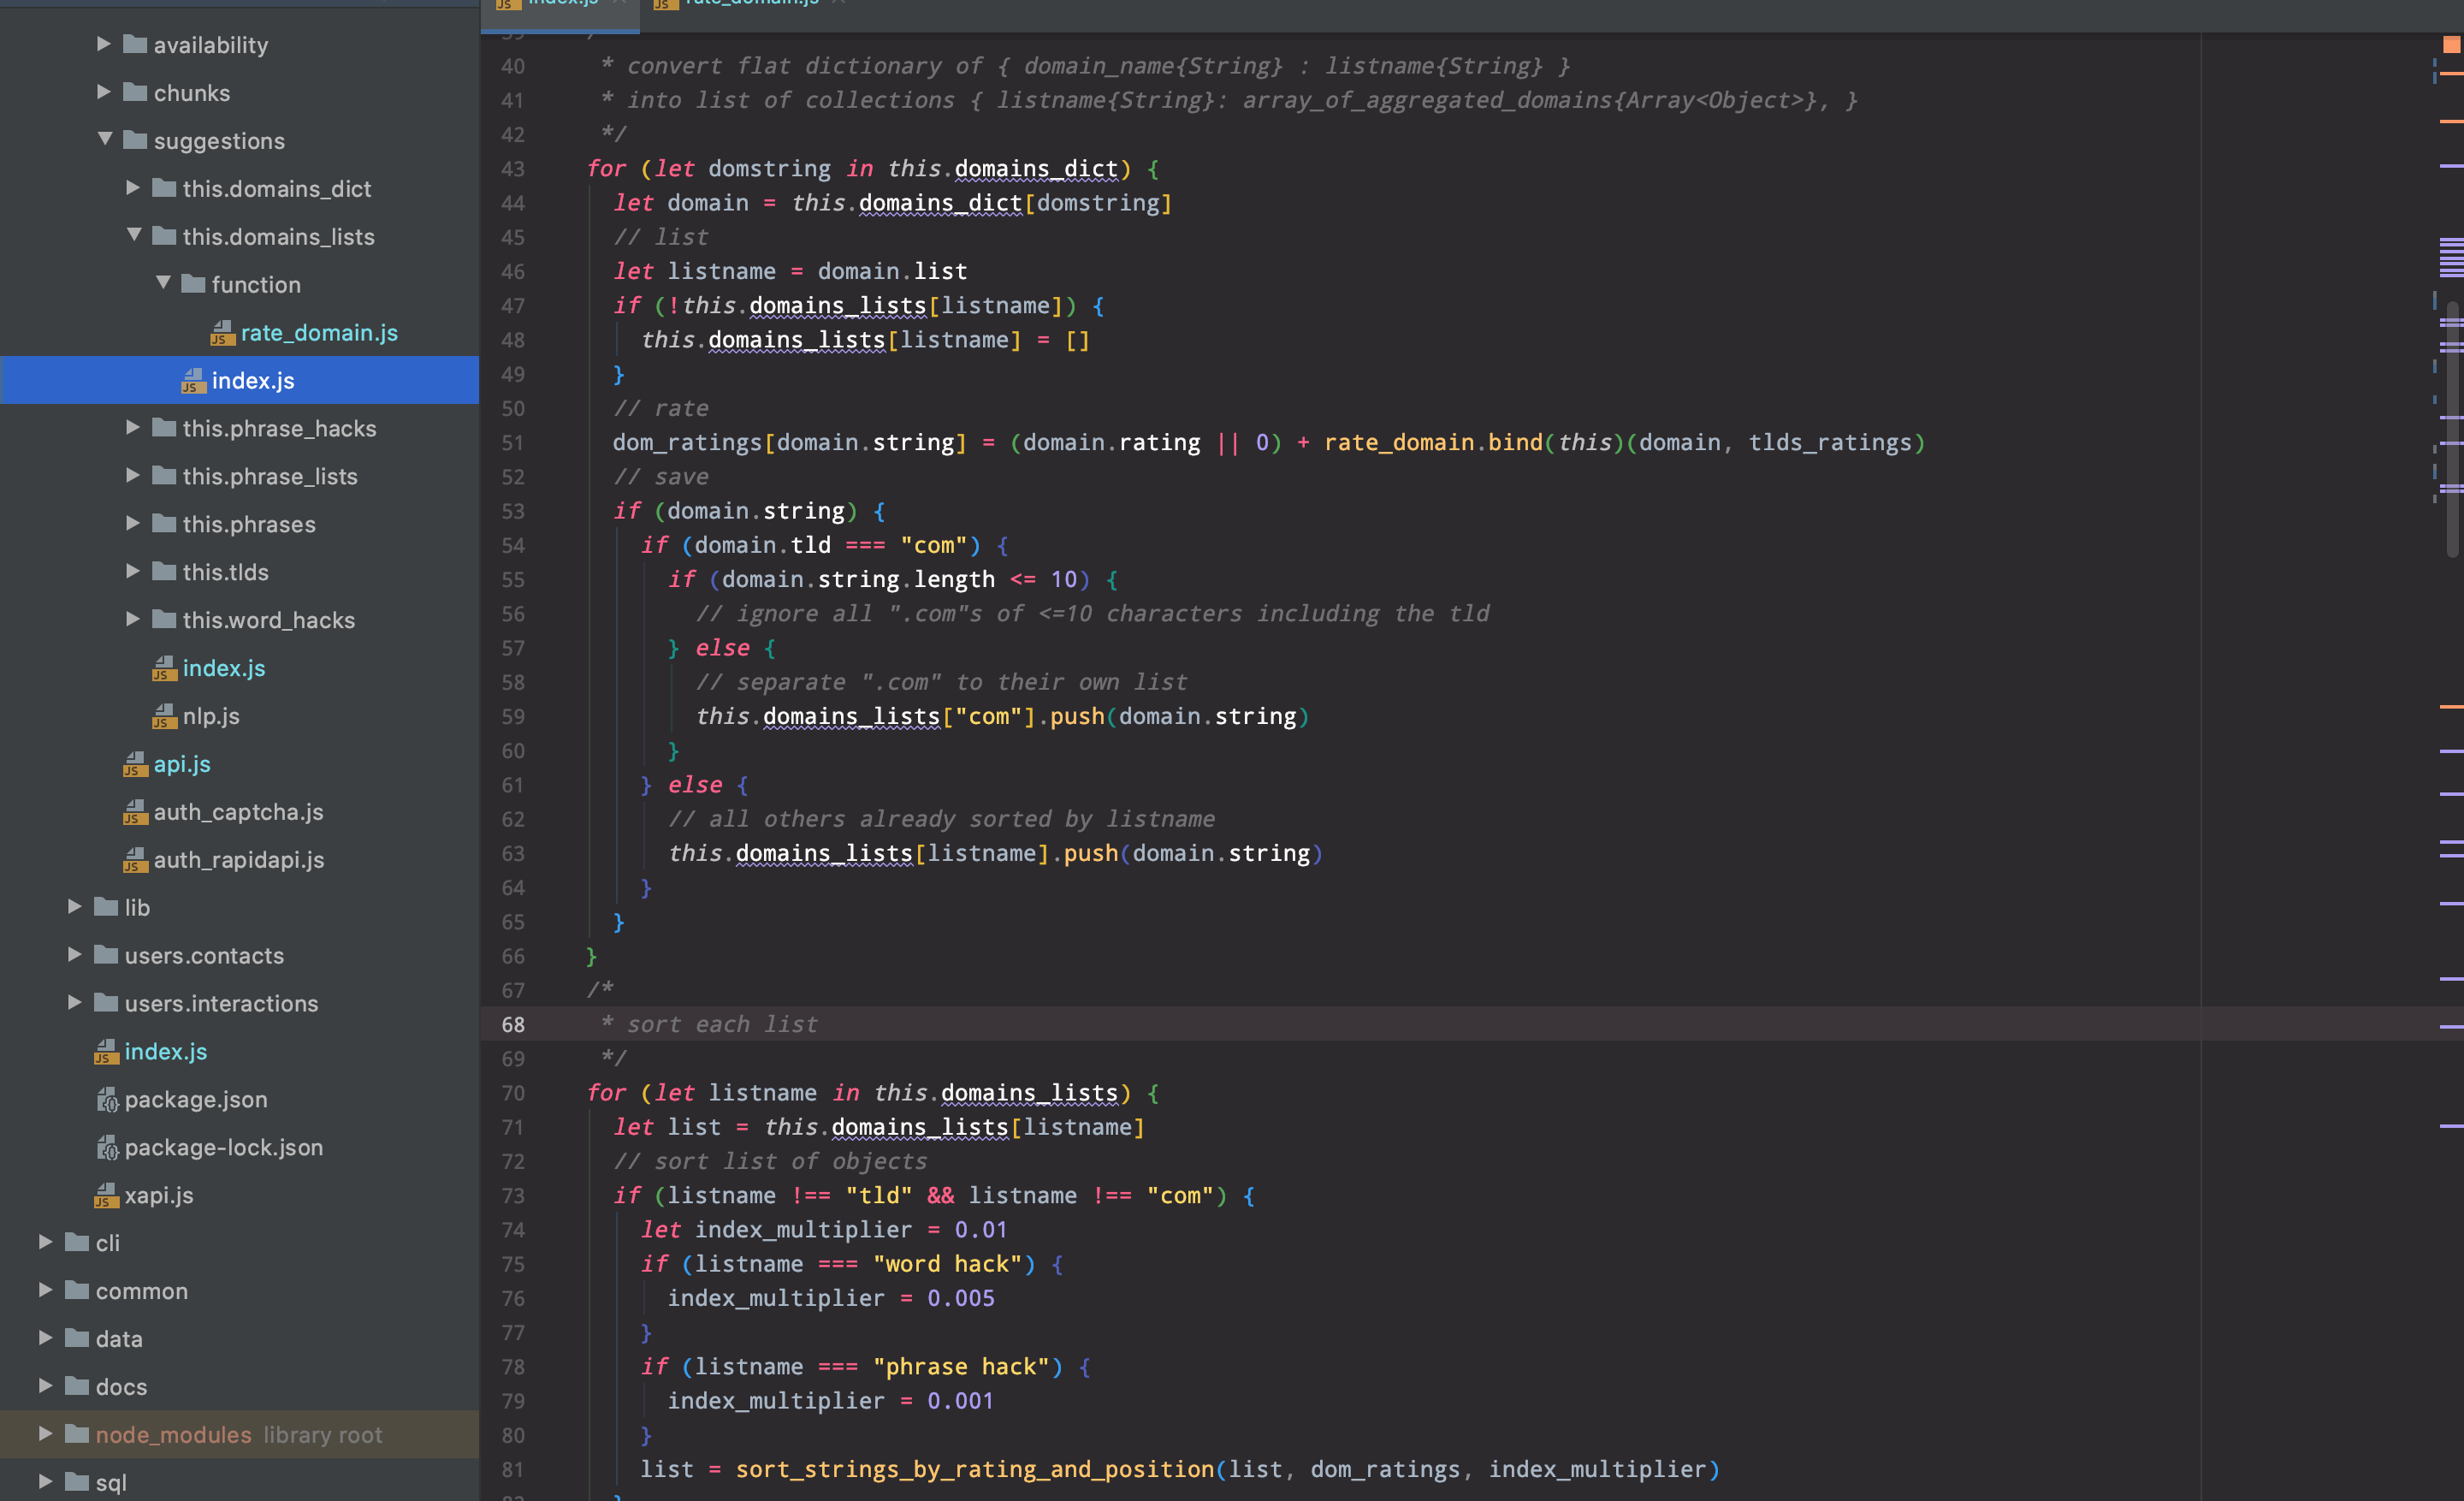 availability
chunks
suggestions
this.domains_dict
this.domains_lists
function
rate_domain.js
index.js
this.phrase_hacks
this.phrase_lists
this.phrases
this.tlds
this.word_hacks
index.js
nlp.js
api.js
auth_captcha.js
auth_rapidapi.js
lib
users.contacts
users.interactions
index.js
package.json
package-lock.json
xapi.js
cli
common
data
docs
node_modules library root
sql
index.js
rate_domain.js
40 * convert flat dictionary of { domain_name{String} : listname{String} }
41 * into list of collections { listname{String}: array_of_aggregated_domains{Array<Object>}, }
42 */
43 for (let domstring in this.domains_dict) {
44 let domain = this.domains_dict[domstring]
45 // list
46 let listname = domain.list
47 if (!this.domains_lists[listname]) {
48 this.domains_lists[listname] = []
49 }
50 // rate
51 dom_ratings[domain.string] = (domain.rating || 0) + rate_domain.bind(this)(domain, tlds_ratings)
52 // save
53 if (domain.string) {
54 if (domain.tld === "com") {
55 if (domain.string.length <= 10) {
56 // ignore all ".com"s of <=10 characters including the tld
57 } else {
58 // separate ".com" to their own list
59 this.domains_lists["com"].push(domain.string)
60 }
61 } else {
62 // all others already sorted by listname
63 this.domains_lists[listname].push(domain.string)
64 }
65 }
66 }
67 /*
68 * sort each list
69 */
70 for (let listname in this.domains_lists) {
71 let list = this.domains_lists[listname]
72 // sort list of objects
73 if (listname !== "tld" && listname !== "com") {
74 let index_multiplier = 0.01
75 if (listname === "word hack") {
76 index_multiplier = 0.005
77 }
78 if (listname === "phrase hack") {
79 index_multiplier = 0.001
80 }
81 list = sort_strings_by_rating_and_position(list, dom_ratings, index_multiplier)